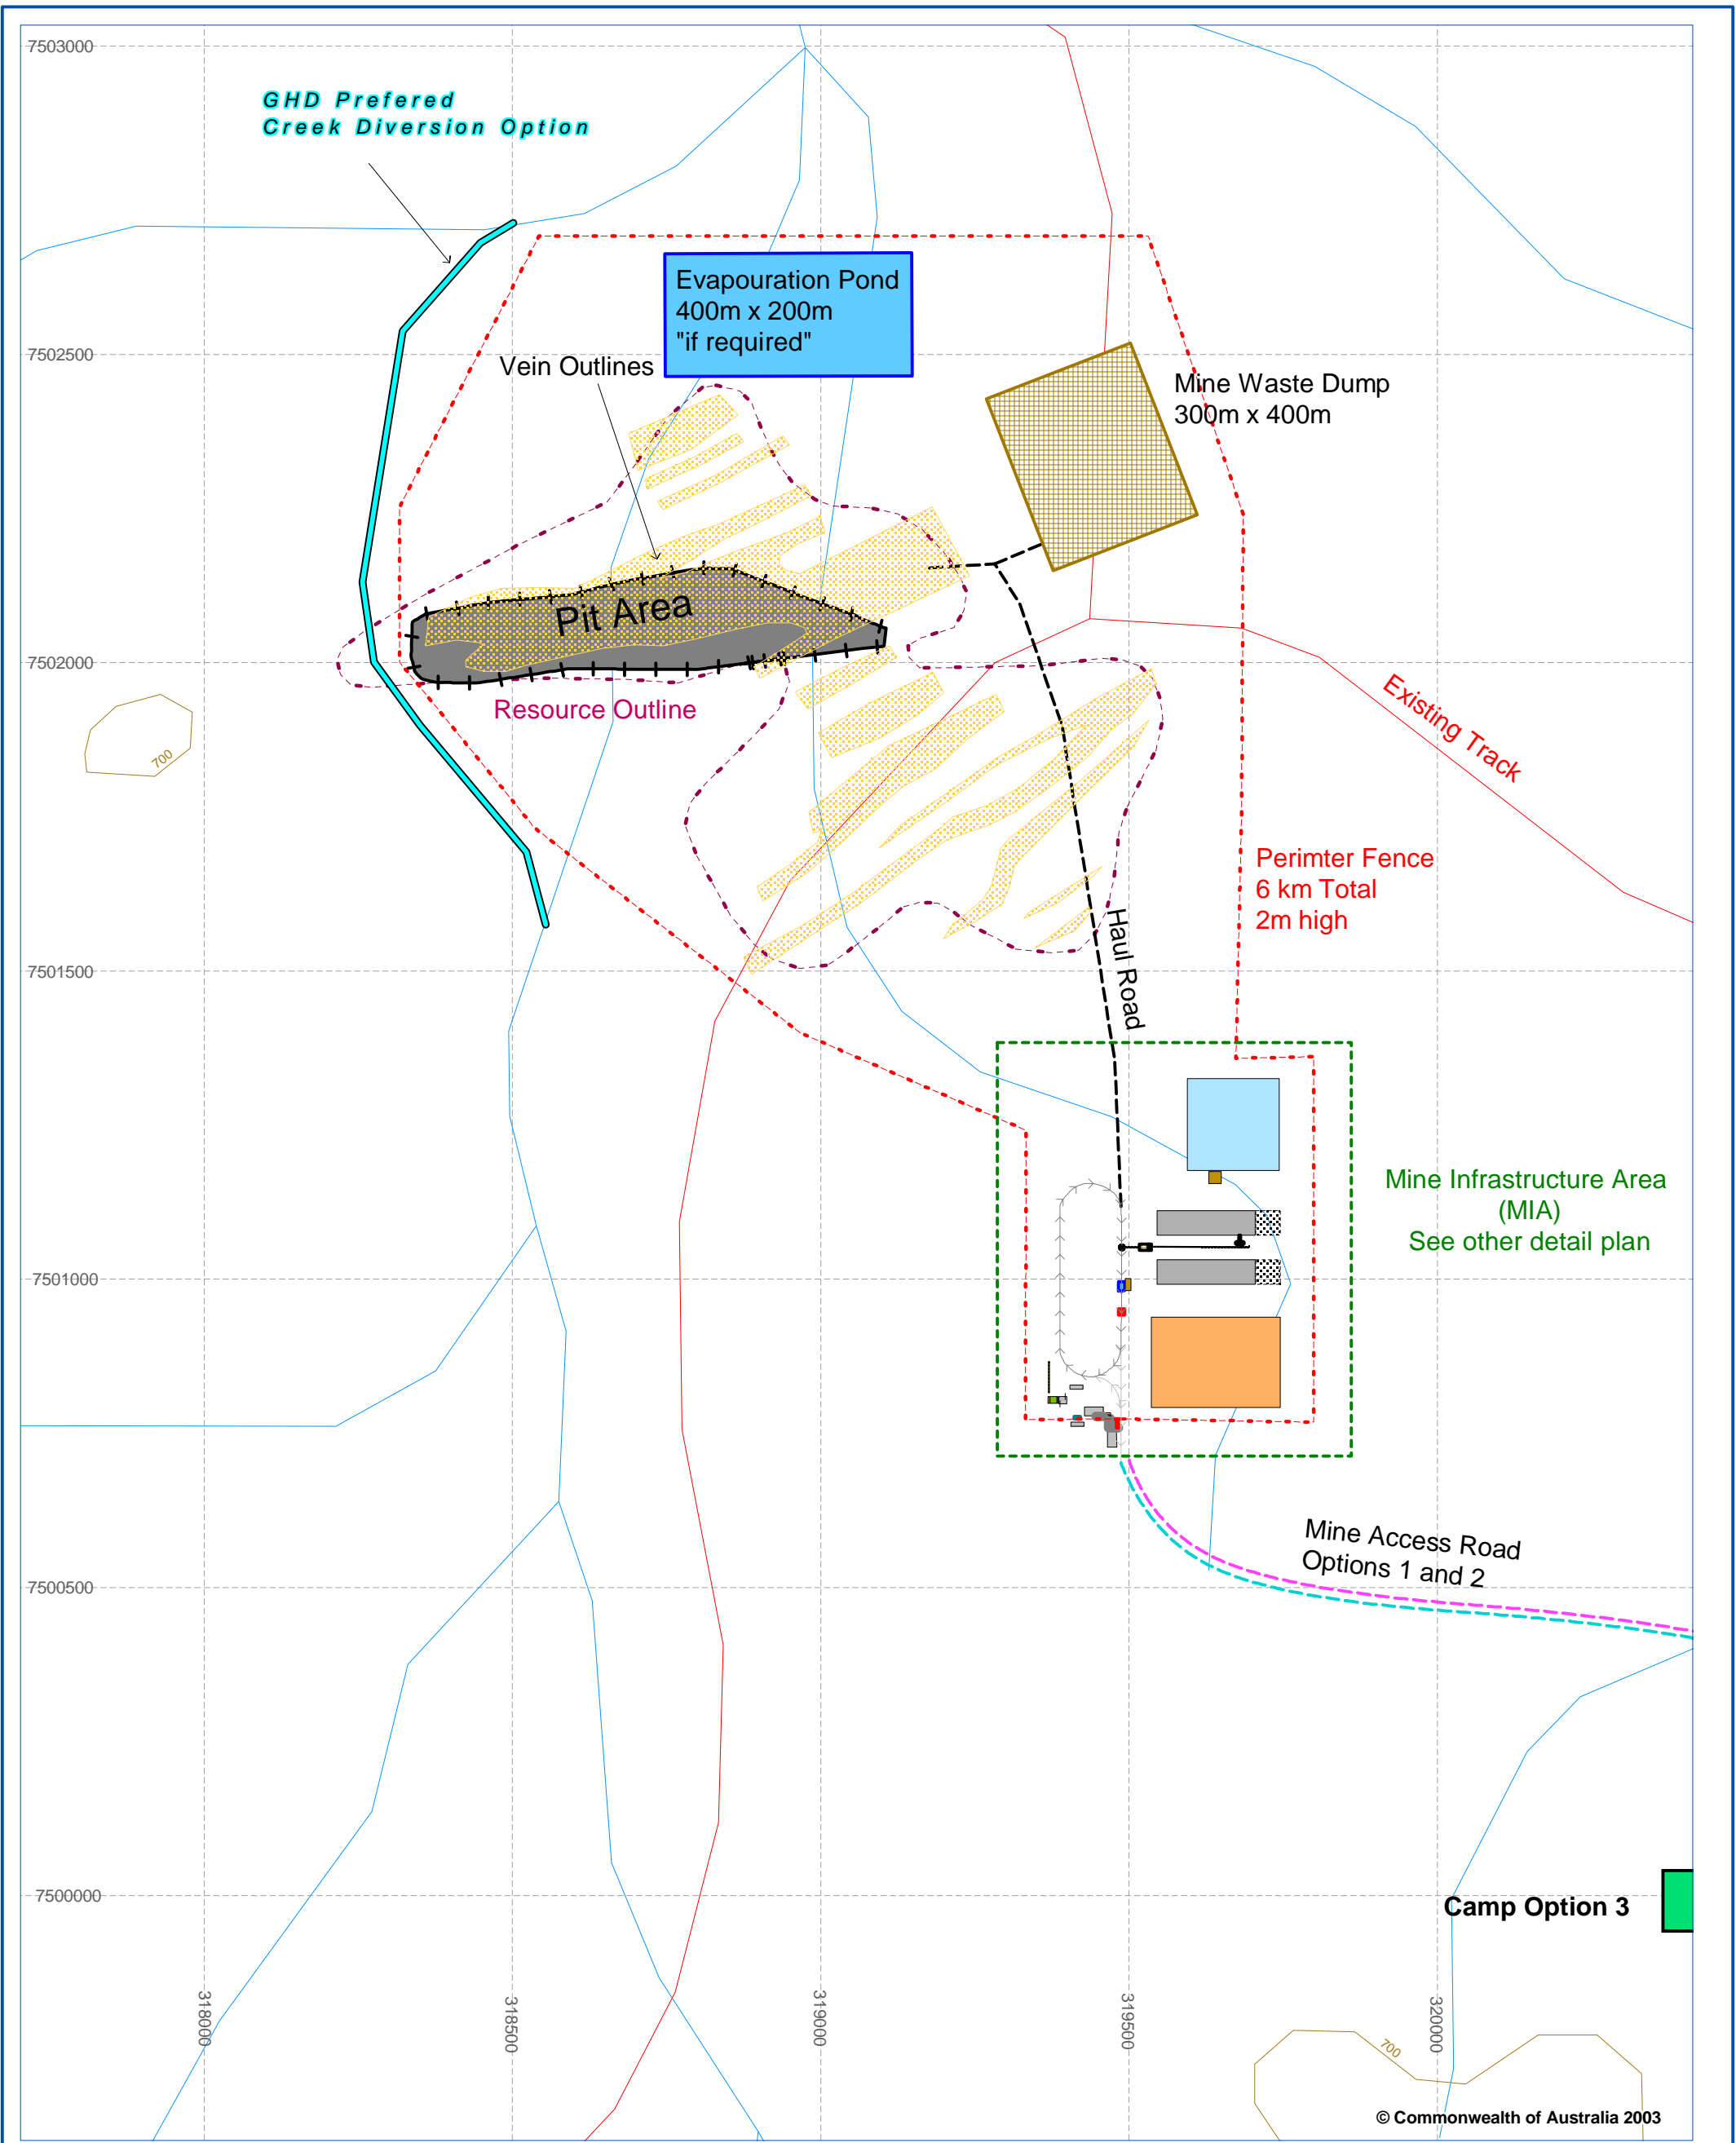 7503000
GHD Prefered
Creek Diversion Option
Evapouration Pond
400m x 200m
"if required"
7502500
Vein Outlines
Mine Waste Dump
300m x 400m
Pit Area
7502000
Resource Outline
Existing Track
700
Perimter Fence
6 km Total
2m high
Haul Road
7501500
Mine Infrastructure Area
(MIA)
See other detail plan
7501000
Mine Access Road
Options 1 and 2
7500500
7500000
Camp Option 3
318000
318500
319000
319500
320000
700
© Commonwealth of Australia 2003